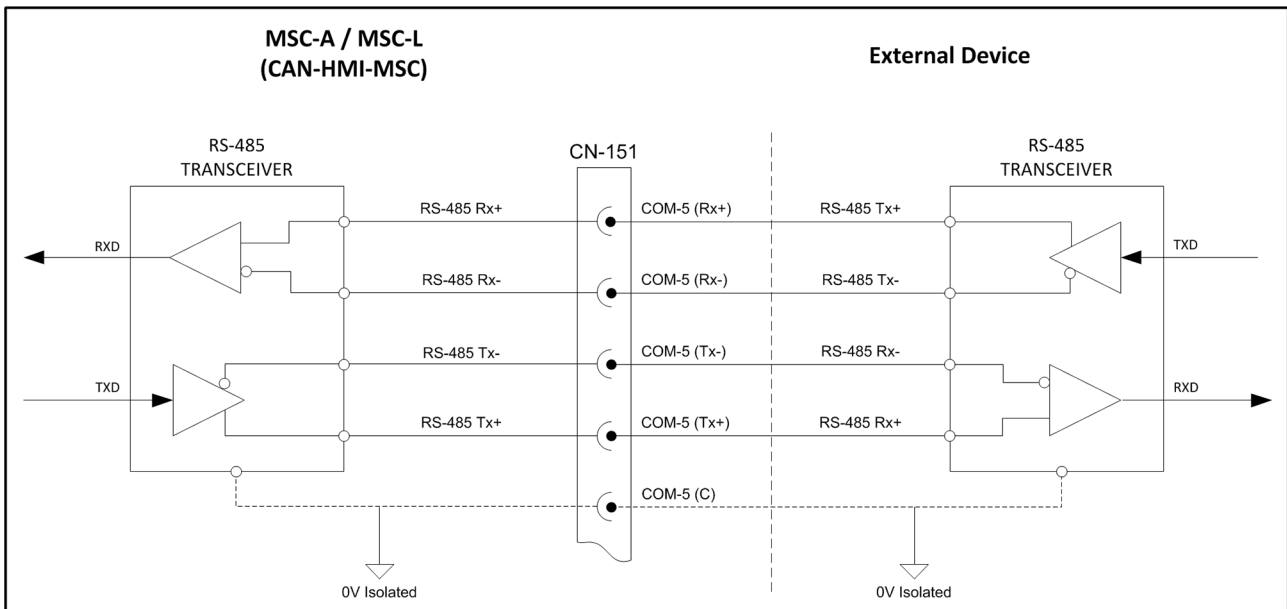 MSC-A / MSC-L
(CAN-HMI-MSC)
External Device
RS-485
TRANSCEIVER
CN-151
RS-485
TRANSCEIVER
RS-485 Rx+
COM-5 (Rx+)
RS-485 Tx+
RXD
TXD
RS-485 Rx-
COM-5 (Rx-)
RS-485 Tx-
RS-485 Tx-
COM-5 (Tx-)
RS-485 Rx-
TXD
RXD
RS-485 Tx+
COM-5 (Tx+)
RS-485 Rx+
COM-5 (C)
0V Isolated
0V Isolated